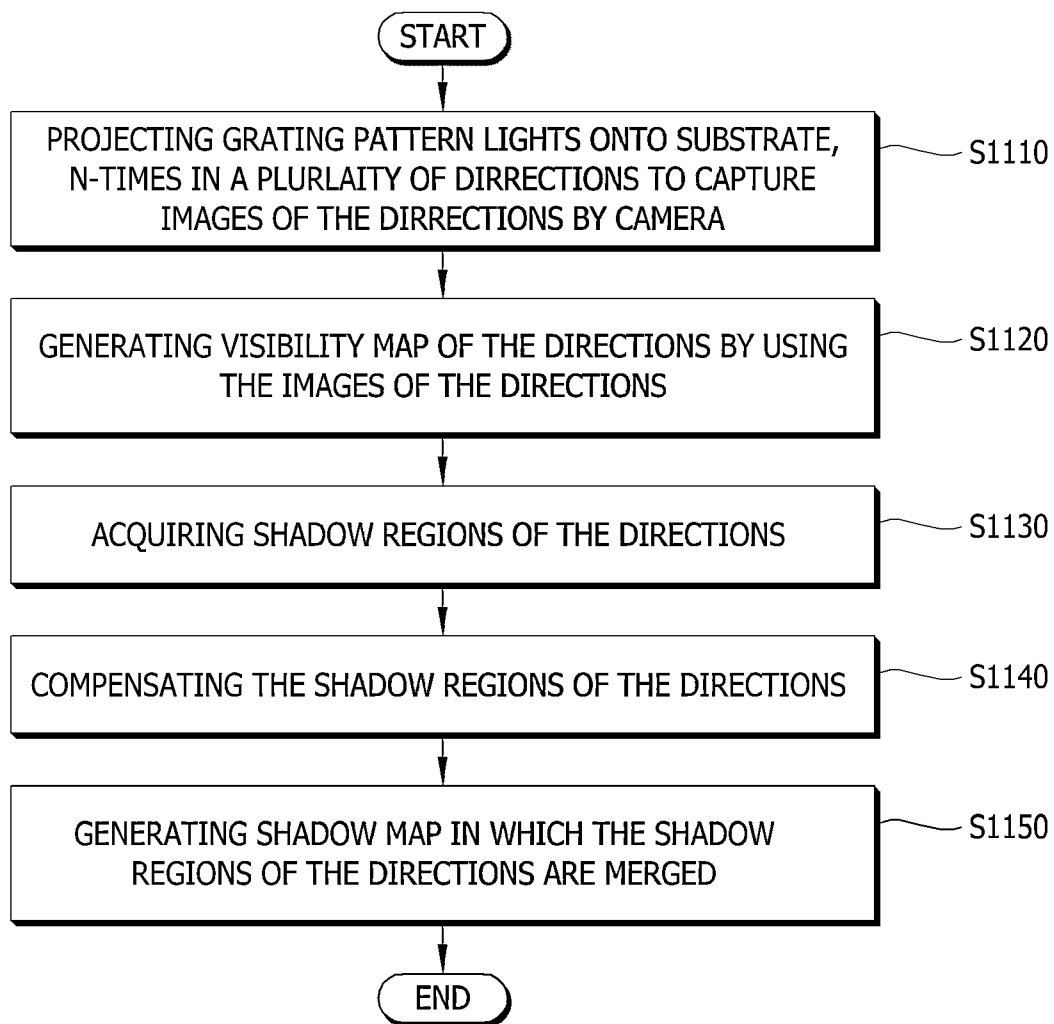 START
PROJECTING GRATING PATTERN LIGHTS ONTO SUBSTRATE,
N-TIMES IN A PLURLAITY OF DIRRECTIONS TO CAPTURE
IMAGES OF THE DIRRECTIONS BY CAMERA
S1110
GENERATING VISIBILITY MAP OF THE DIRECTIONS BY USING
THE IMAGES OF THE DIRECTIONS
S1120
ACQUIRING SHADOW REGIONS OF THE DIRECTIONS
S1130
COMPENSATING THE SHADOW REGIONS OF THE DIRECTIONS
S1140
GENERATING SHADOW MAP IN WHICH THE SHADOW
REGIONS OF THE DIRECTIONS ARE MERGED
S1150
END